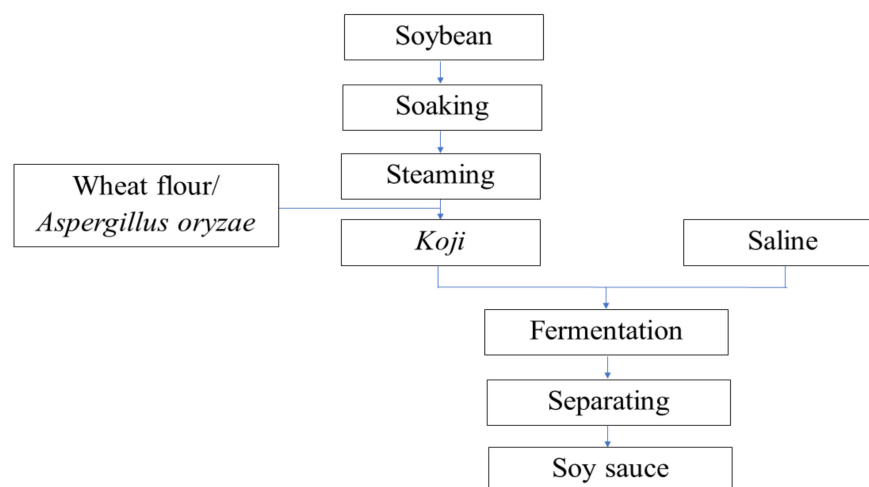 Soybean
Soaking
Steaming
Wheat flour/
Aspergillus oryzae
Koji
Saline
Fermentation
Separating
Soy sauce